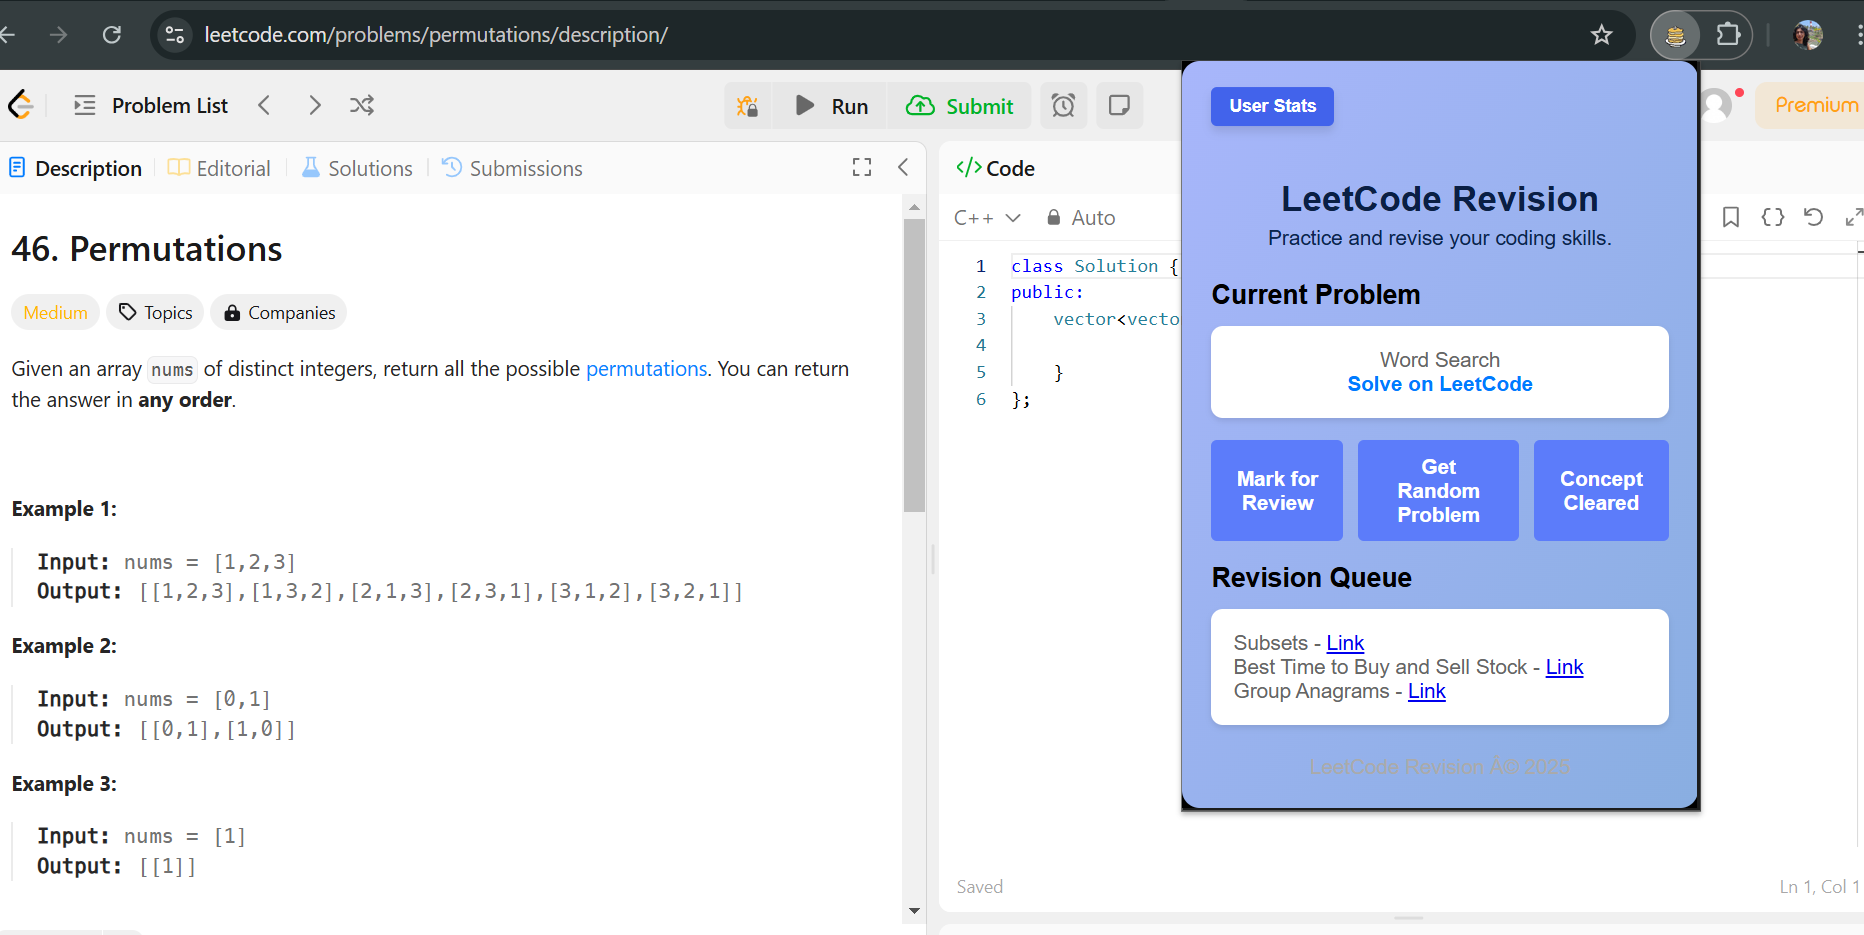 leetcode.com/problems/permutations/description/
Problem List
Run
Submit
Premium
Description
Editorial
Solutions
Submissions
46. Permutations
Medium
Topics
Companies
Given an array nums of distinct integers, return all the possible permutations. You can return
the answer in any order.
Example 1:
Input: nums = [1,2,3]
Output: [[1,2,3],[1,3,2],[2,1,3],[2,3,1],[3,1,2],[3,2,1]]
Example 2:
Input: nums = [0,1]
Output: [[0,1],[1,0]]
Example 3:
Input: nums = [1]
Output: [[1]]
</> Code
C++
Auto
1 class Solution {
2 public:
3 vector<vecto
4
5 }
6 };
Saved
Ln 1, Col 1
User Stats
LeetCode Revision
Practice and revise your coding skills.
Current Problem
Word Search
Solve on LeetCode
Mark for
Review
Get
Random
Problem
Concept
Cleared
Revision Queue
Subsets - Link
Best Time to Buy and Sell Stock - Link
Group Anagrams - Link
LeetCode Revision Â© 2025